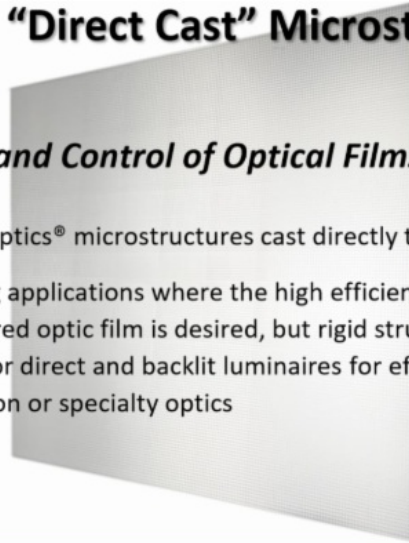 “Direct Cast” Microst
and Control of Optical Film
ptics® microstructures cast directly t
applications where the high efficien
red optic film is desired, but rigid stru
or direct and backlit luminaires for ef
on or specialty optics